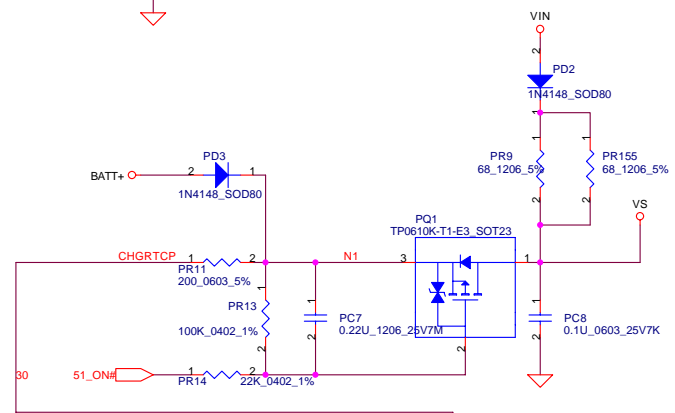 VIN
2
PD2
1N4148_SOD80
1
PD3
BATT+ 2 1
1N4148_SOD80
1 1
PR9 PR155
68_1206_5% 68_1206_5%
2 2
PQ1
TP0610K-T1-E3_SOT23
VS
CHGRTCP 1 2 N1 3 1
PR11
200_0603_5%
1 1 1
PR13
100K_0402_1%
PC7
0.22U_1206_25V7M
PC8
0.1U_0603_25V7K
2 2 2 2
30 51_ON# 1 2
PR14 22K_0402_1%